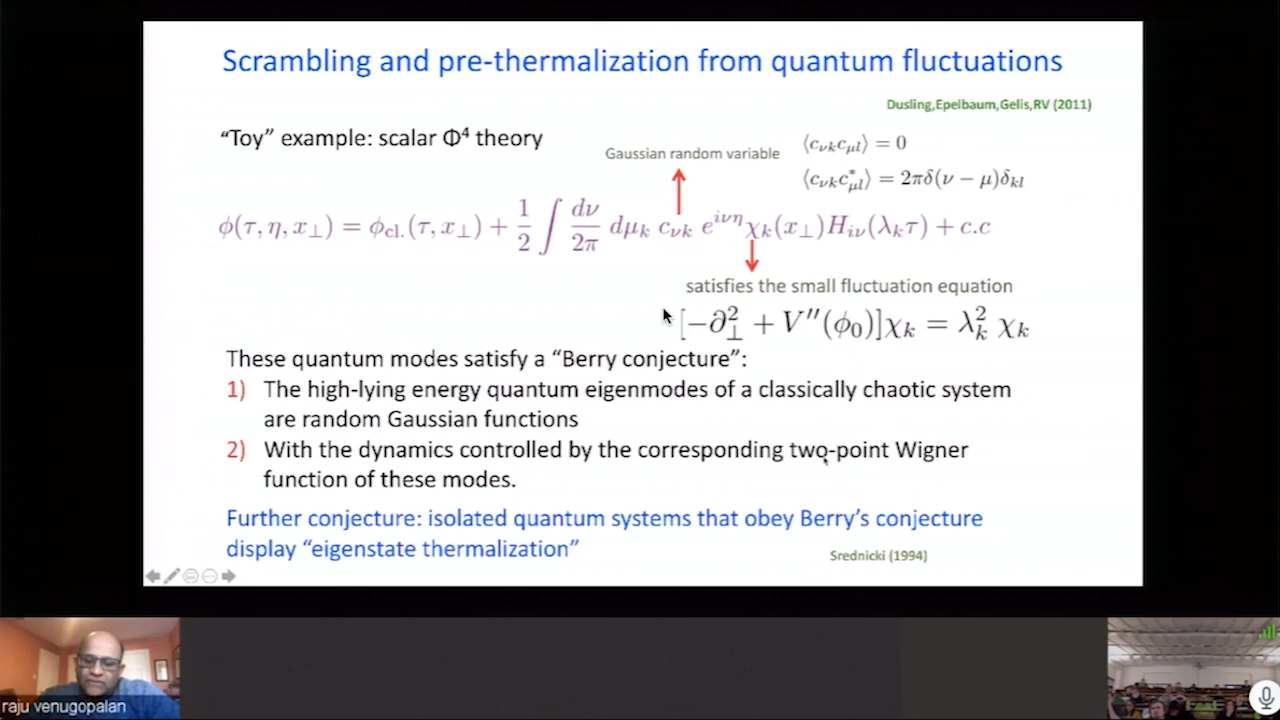 Scrambling and pre-thermalization from quantum fluctuations
Dusling,Epelbaum,Gelis,RV (2011)
“Toy” example: scalar Φ⁴ theory
Gaussian random variable
⟨c_{νk}c_{μl}⟩ = 0
⟨c_{νk}c*_{μl}⟩ = 2πδ(ν − μ)δ_{kl}
ϕ(τ, η, x_⊥) = ϕ_{cl.}(τ, x_⊥) + 1/2 ∫ dν/2π dμ_k c_{νk} e^{iνη} χ_k(x_⊥)H_{iν}(λ_kτ) + c.c
satisfies the small fluctuation equation
[−∂²_⊥ + V′′(ϕ₀)]χ_k = λ²_k χ_k
These quantum modes satisfy a “Berry conjecture”:
1) The high-lying energy quantum eigenmodes of a classically chaotic system
are random Gaussian functions
2) With the dynamics controlled by the corresponding two-point Wigner
function of these modes.
Further conjecture: isolated quantum systems that obey Berry’s conjecture
display “eigenstate thermalization”
Srednicki (1994)
raju venugopalan